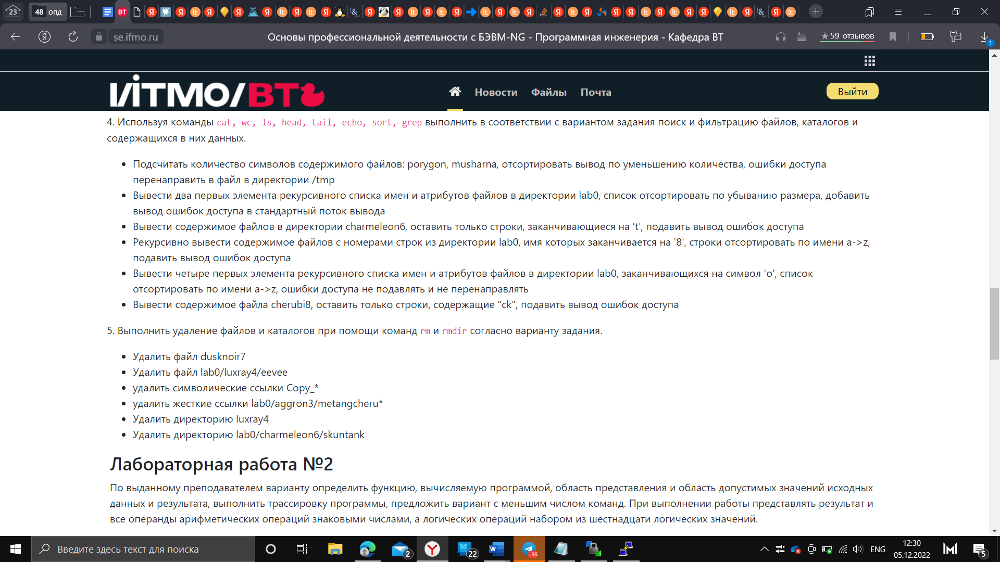 23
48 опд
se.ifmo.ru
Основы профессиональной деятельности с БЭВМ-NG - Программная инженерия - Кафедра ВТ
★59 отзывов
1
ИТМО/ВТ
Новости
Файлы
Почта
Выйти
4. Используя команды cat, wc, ls, head, tail, echo, sort, grep выполнить в соответствии с вариантом задания поиск и фильтрацию файлов, каталогов и
содержащихся в них данных.
• Подсчитать количество символов содержимого файлов: porygon, musharna, отсортировать вывод по уменьшению количества, ошибки доступа
перенаправить в файл в директории /tmp
• Вывести два первых элемента рекурсивного списка имен и атрибутов файлов в директории lab0, список отсортировать по убыванию размера, добавить
вывод ошибок доступа в стандартный поток вывода
• Вывести содержимое файлов в директории charmeleon6, оставить только строки, заканчивающиеся на 't', подавить вывод ошибок доступа
• Рекурсивно вывести содержимое файлов с номерами строк из директории lab0, имя которых заканчивается на '8', строки отсортировать по имени a->z,
подавить вывод ошибок доступа
• Вывести четыре первых элемента рекурсивного списка имен и атрибутов файлов в директории lab0, заканчивающихся на символ 'o', список
отсортировать по имени a->z, ошибки доступа не подавлять и не перенаправлять
• Вывести содержимое файла cherubi8, оставить только строки, содержащие "ck", подавить вывод ошибок доступа
5. Выполнить удаление файлов и каталогов при помощи команд rm и rmdir согласно варианту задания.
• Удалить файл dusknoir7
• Удалить файл lab0/luxray4/eevee
• удалить символические ссылки Copy_*
• удалить жесткие ссылки lab0/aggron3/metangcheru*
• Удалить директорию luxray4
• Удалить директорию lab0/charmeleon6/skuntank
Лабораторная работа №2
По выданному преподавателем варианту определить функцию, вычисляемую программой, область представления и область допустимых значений исходных
данных и результата, выполнить трассировку программы, предложить вариант с меньшим числом команд. При выполнении работы представлять результат и
все операнды арифметических операций знаковыми числами, а логических операций набором из шестнадцати логических значений.
Введите здесь текст для поиска
2
22
..96
ENG
12:30
05.12.2022
5